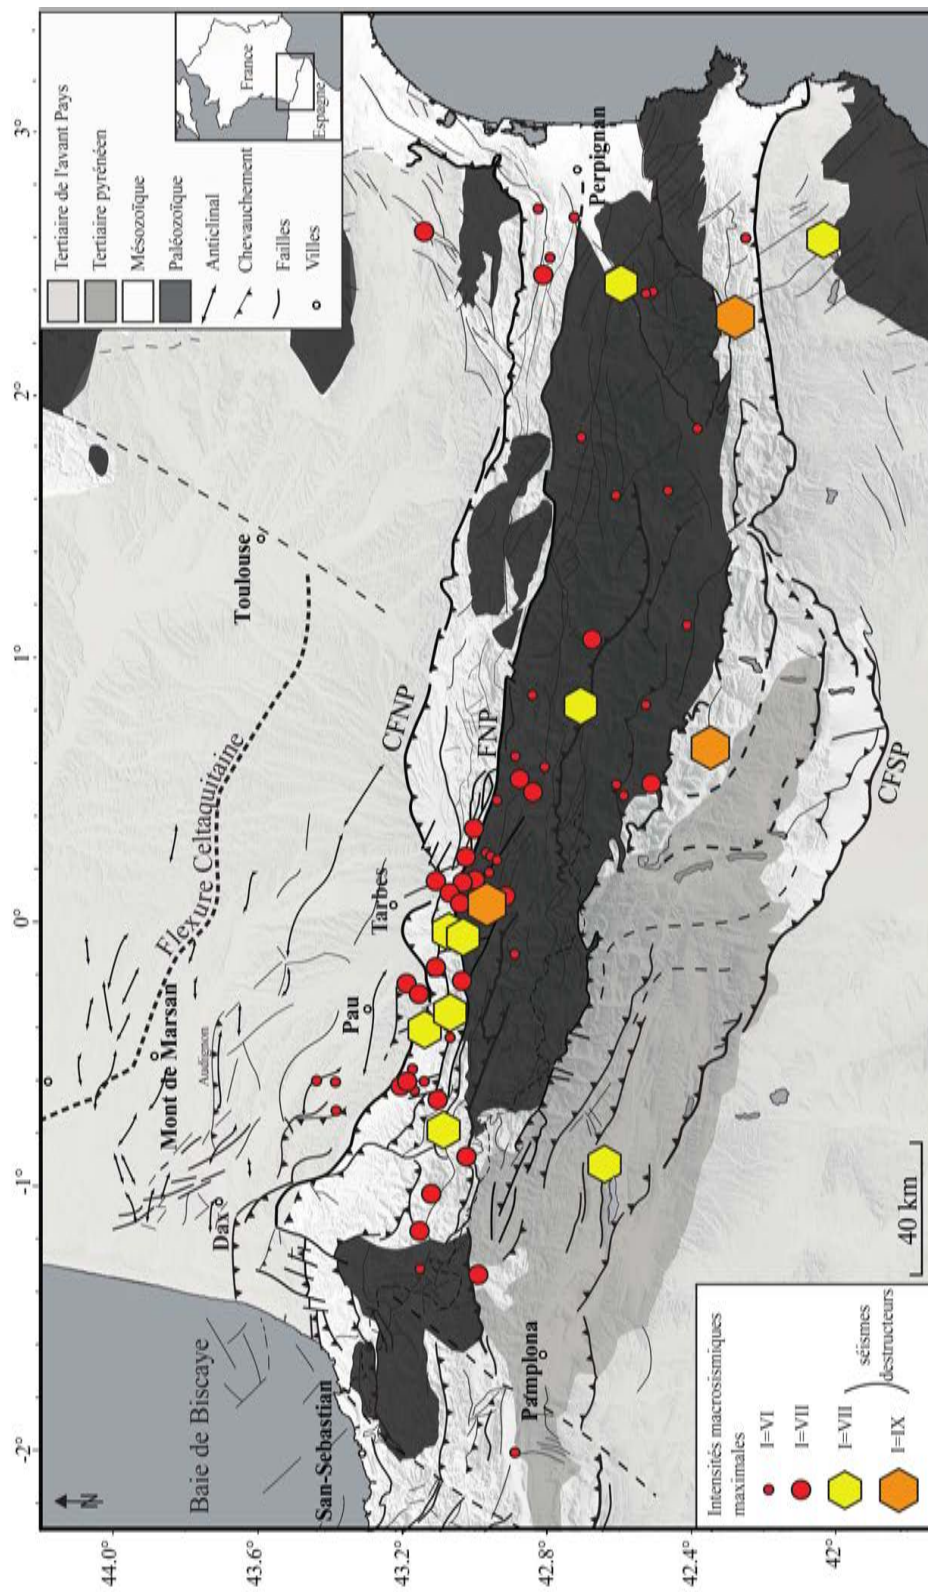 Tertiaire de l'avant Pays
Tertiaire pyrénéen
Mésozoïque
Paléozoïque
Anticlinal
Chevauchement
Failles
Villes
France
Espagne
-2°
-1°
0°
1°
2°
3°
44.0°
43.6°
43.2°
42.8°
42.4°
42°
N
Baie de Biscaye
San-Sebastian
Pamplona
Dax
Mont de Marsan
Audignon
Pau
Tarbes
Flexure Celtaquitaine
Toulouse
Perpignan
CFNP
FNP
CFSP
Intensités macrosismiques
maximales
I=VI
I=VII
I=VII
I=IX
séismes
destructeurs
40 km